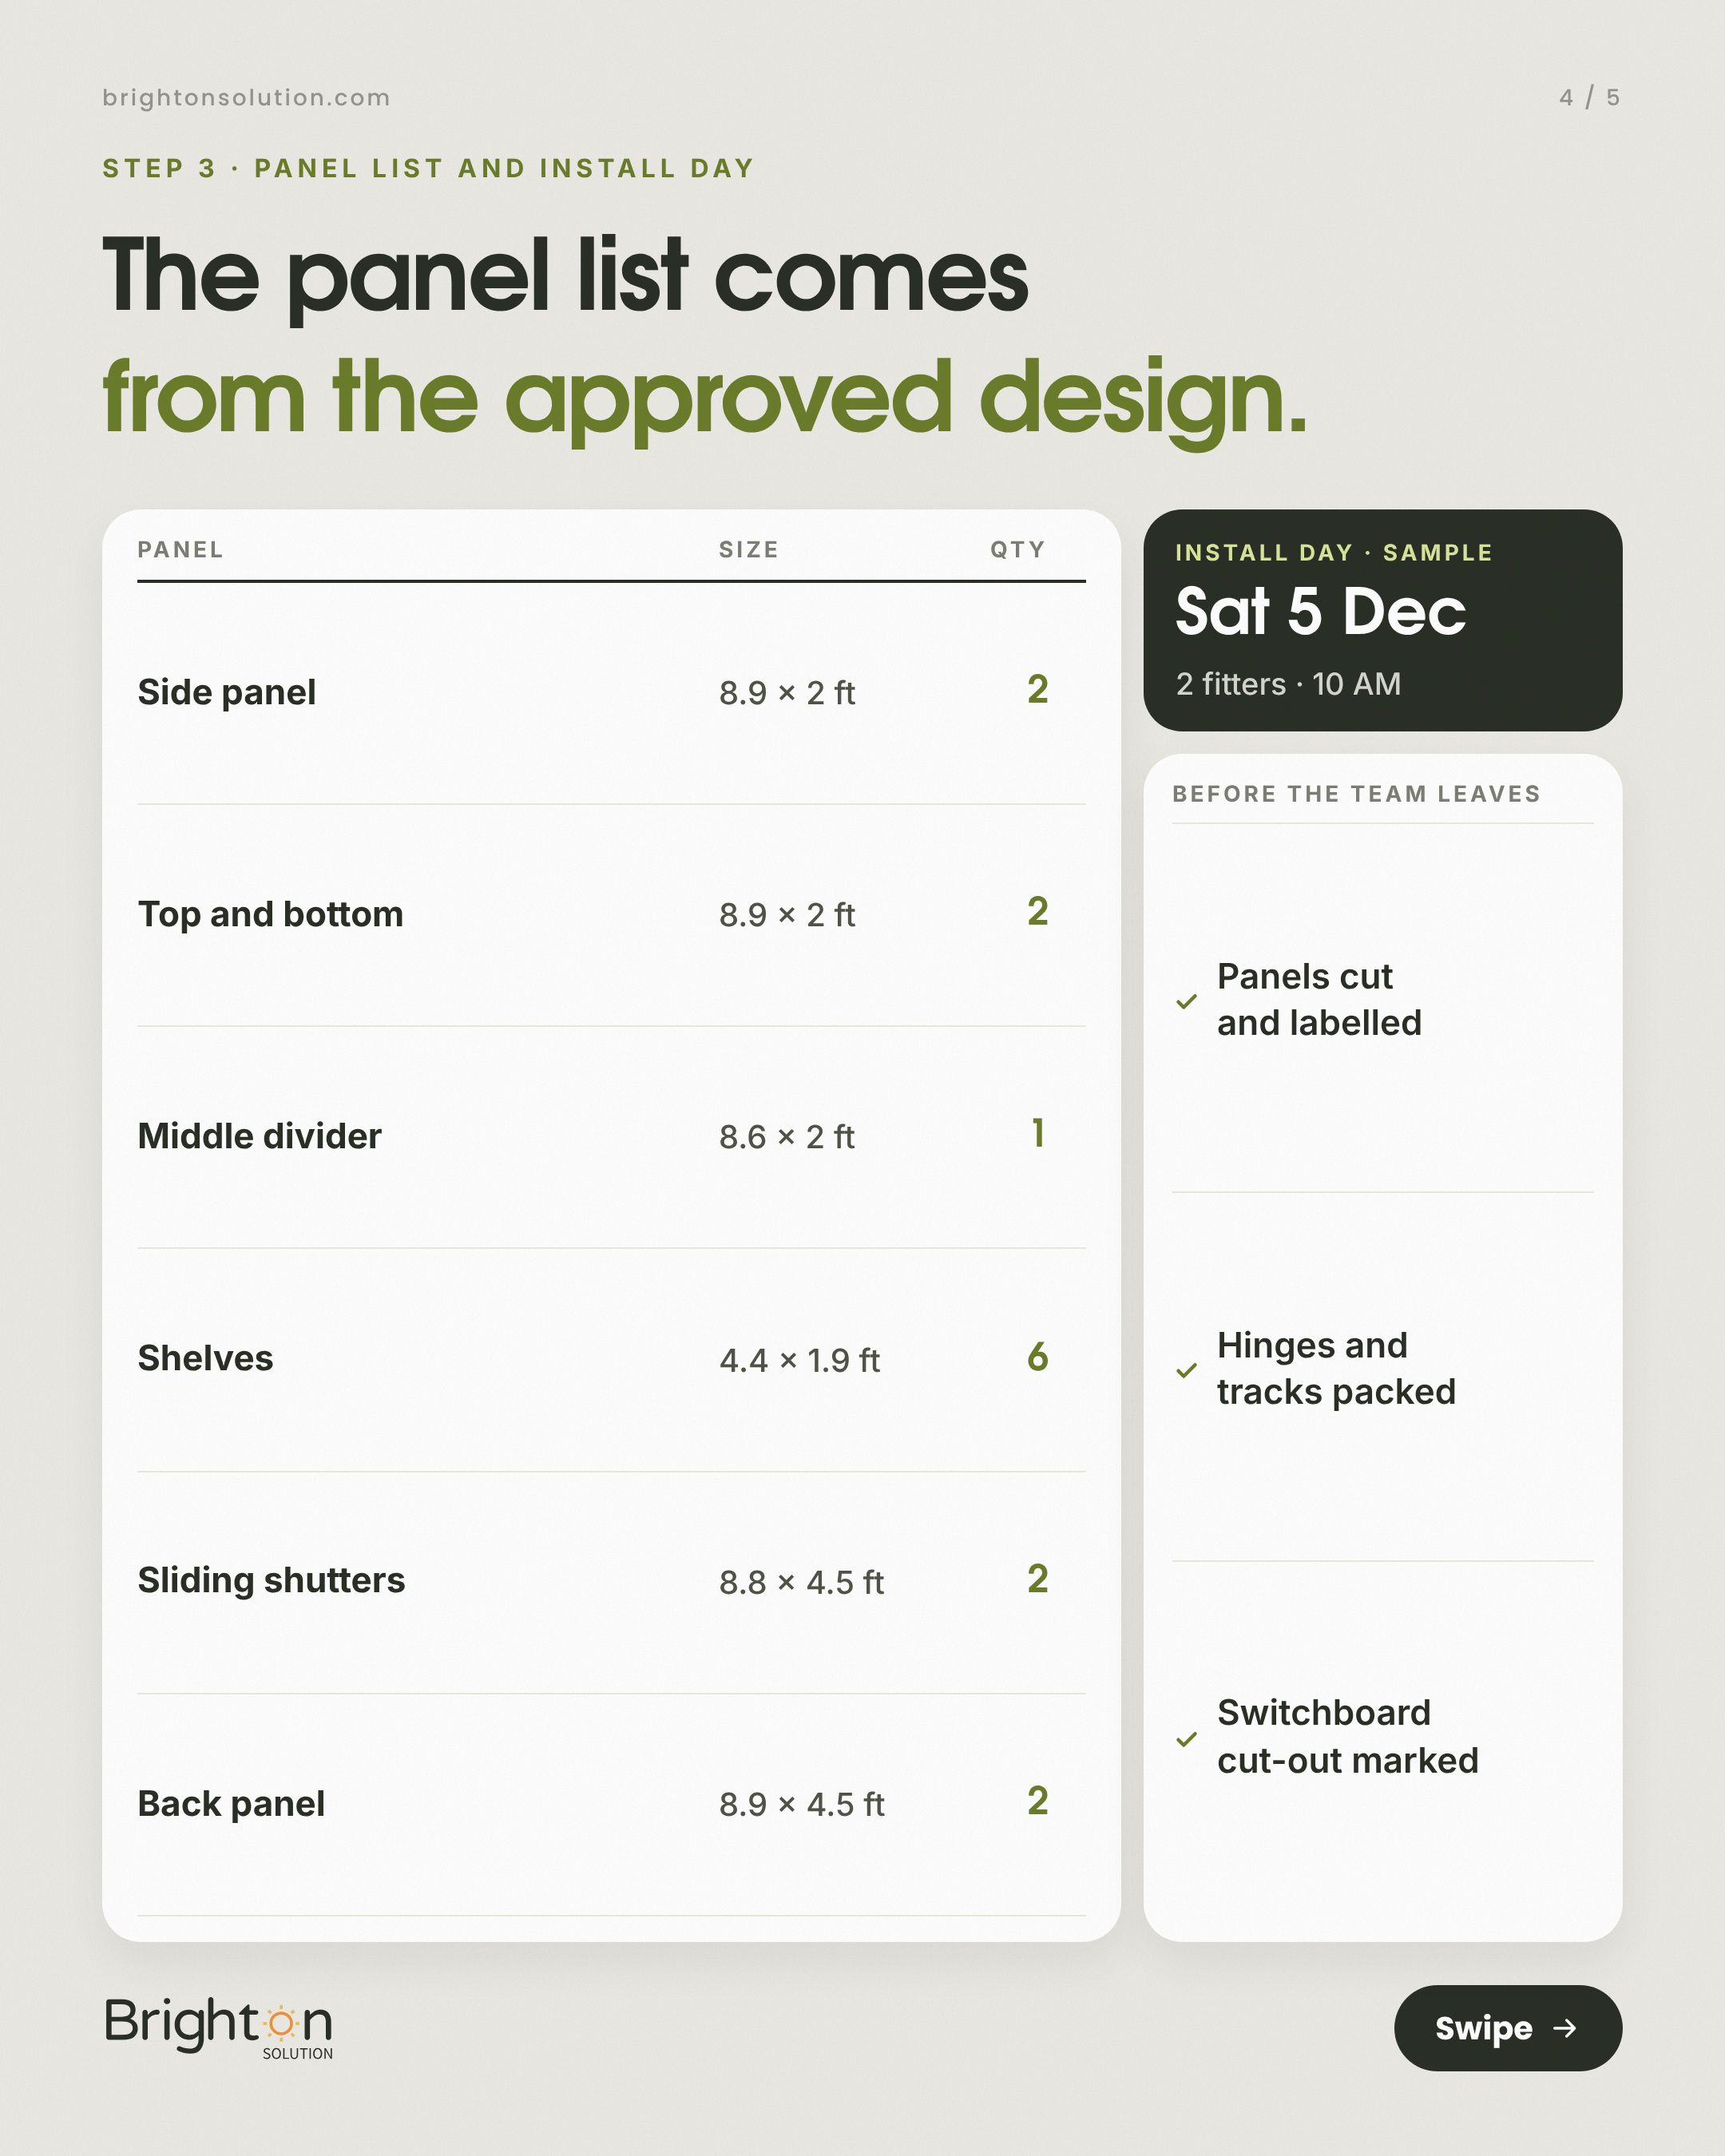 brightonsolution.com
4 / 5
STEP 3 · PANEL LIST AND INSTALL DAY
The panel list comes
from the approved design.
PANEL SIZE QTY
Side panel 8.9 × 2 ft 2
Top and bottom 8.9 × 2 ft 2
Middle divider 8.6 × 2 ft 1
Shelves 4.4 × 1.9 ft 6
Sliding shutters 8.8 × 4.5 ft 2
Back panel 8.9 × 4.5 ft 2
INSTALL DAY · SAMPLE
Sat 5 Dec
2 fitters · 10 AM
BEFORE THE TEAM LEAVES
Panels cut
and labelled
Hinges and
tracks packed
Switchboard
cut-out marked
Brighton
SOLUTION
Swipe →